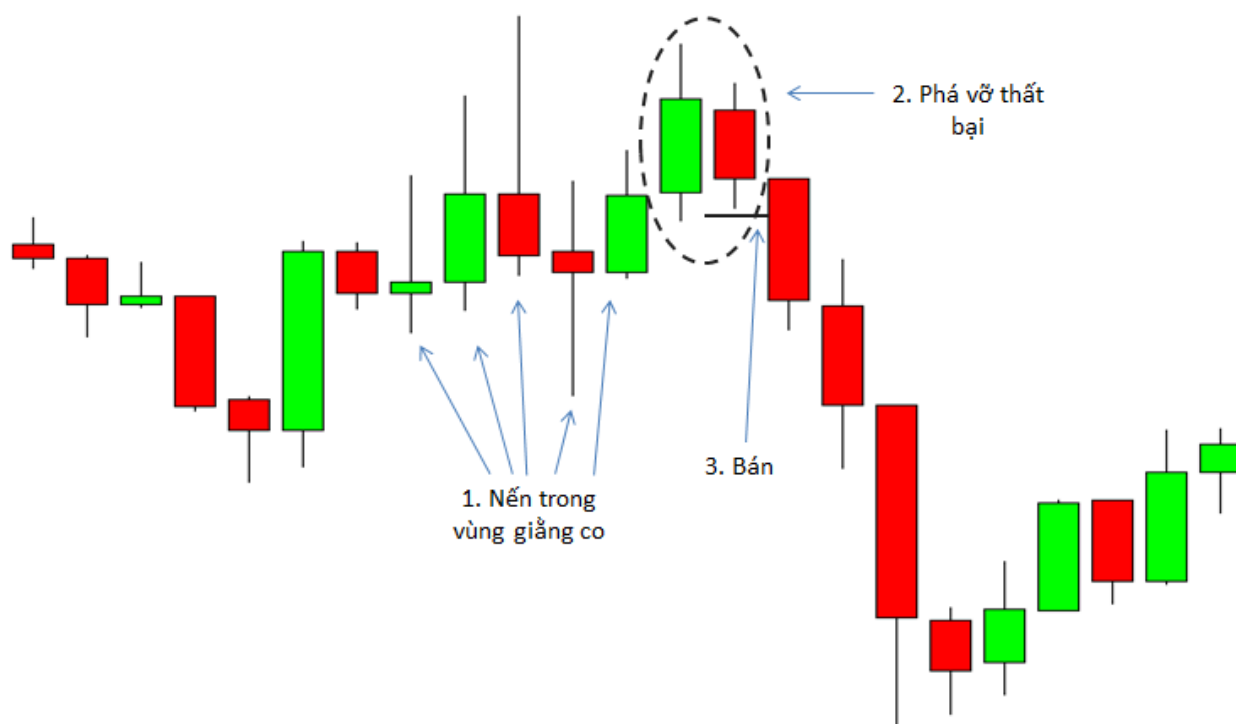 2. Phá vỡ thất
bại
3. Bán
1. Nến trong
vùng giằng co